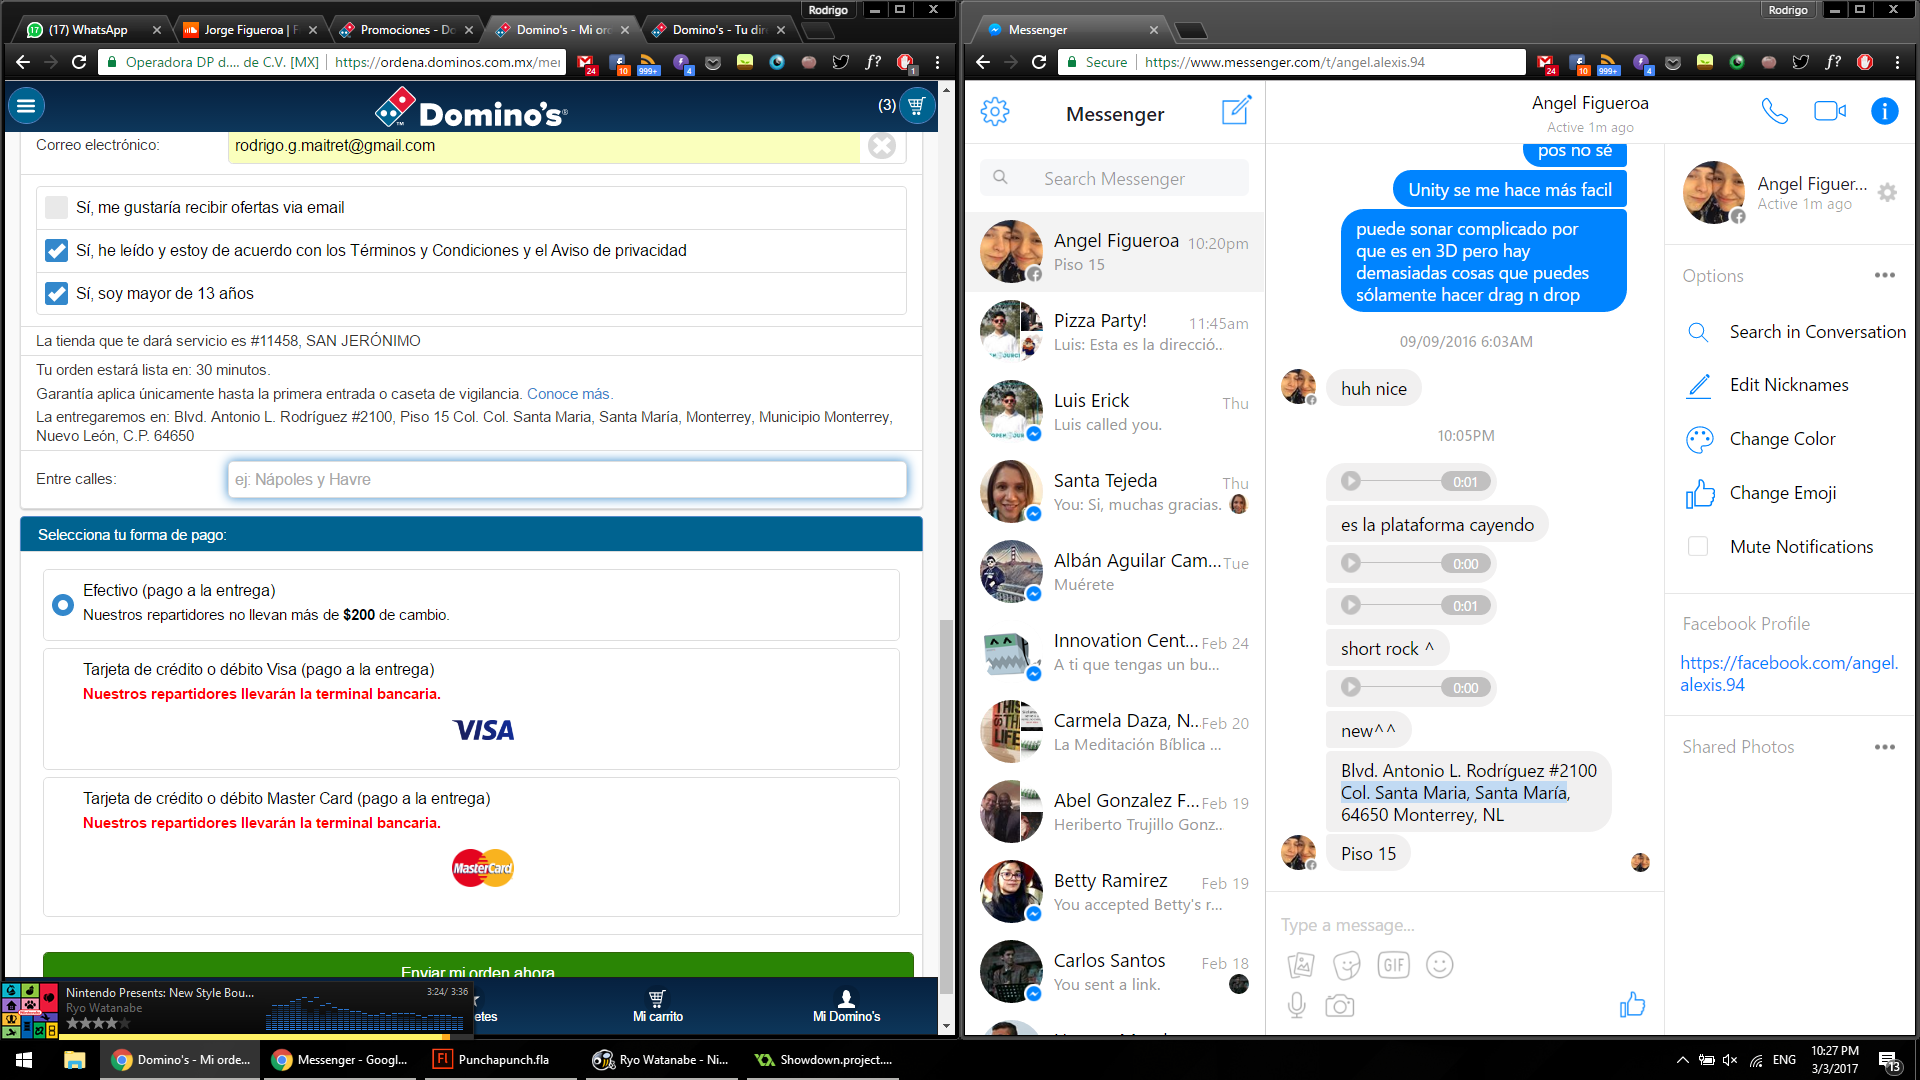 Rodrigo
(17) WhatsApp
Jorge Figueroa | F
Promociones - Do
Domino's - Mi ord
Domino's - Tu dir
Operadora DP d.... de C.V. [MX]
https://ordena.dominos.com.mx/mer
24
10
999+
4
f?
1
Domino's
(3)
Correo electrónico:
rodrigo.g.maitret@gmail.com
Sí, me gustaría recibir ofertas via email
Sí, he leído y estoy de acuerdo con los Términos y Condiciones y el Aviso de privacidad
Sí, soy mayor de 13 años
La tienda que te dará servicio es #11458, SAN JERÓNIMO
Tu orden estará lista en: 30 minutos.
Garantía aplica únicamente hasta la primera entrada o caseta de vigilancia. Conoce más.
La entregaremos en: Blvd. Antonio L. Rodríguez #2100, Piso 15 Col. Col. Santa Maria, Santa María, Monterrey, Municipio Monterrey,
Nuevo León, C.P. 64650
Entre calles:
ej: Nápoles y Havre
Selecciona tu forma de pago:
Efectivo (pago a la entrega)
Nuestros repartidores no llevan más de $200 de cambio.
Tarjeta de crédito o débito Visa (pago a la entrega)
Nuestros repartidores llevarán la terminal bancaria.
VISA
Tarjeta de crédito o débito Master Card (pago a la entrega)
Nuestros repartidores llevarán la terminal bancaria.
MasterCard
Enviar mi orden ahora
Nintendo Presents: New Style Bou...
3:24/ 3:36
Ryo Watanabe
etes
Mi carrito
Mi Domino's
Rodrigo
Messenger
Secure
https://www.messenger.com/t/angel.alexis.94
24
10
999+
4
f?
Messenger
Search Messenger
Angel Figueroa
10:20pm
Piso 15
Pizza Party!
11:45am
Luis: Esta es la direcció..
Luis Erick
Thu
Luis called you.
Santa Tejeda
Thu
You: Si, muchas gracias.
Albán Aguilar Cam...
Tue
Muérete
Innovation Cent...
Feb 24
A ti que tengas un bu...
Carmela Daza, N..
Feb 20
La Meditación Bíblica ...
Abel Gonzalez F...
Feb 19
Heriberto Trujillo Gonz..
Betty Ramirez
Feb 19
You accepted Betty's r...
Carlos Santos
Feb 18
You sent a link.
Angel Figueroa
Active 1m ago
pos no sé
Unity se me hace más facil
puede sonar complicado por
que es en 3D pero hay
demasiadas cosas que puedes
sólamente hacer drag n drop
09/09/2016 6:03AM
huh nice
10:05PM
0:01
es la plataforma cayendo
0:00
0:01
short rock ^
0:00
new^^
Blvd. Antonio L. Rodríguez #2100
Col. Santa Maria, Santa María,
64650 Monterrey, NL
Piso 15
Type a message...
GIF
Angel Figuer...
Active 1m ago
Options
Search in Conversation
Edit Nicknames
Change Color
Change Emoji
Mute Notifications
Facebook Profile
https://facebook.com/angel.
alexis.94
Shared Photos
Domino's - Mi orde...
Messenger - Googl...
Punchapunch.fla
Ryo Watanabe - Ni...
Showdown.project....
ENG
10:27 PM
3/3/2017
13